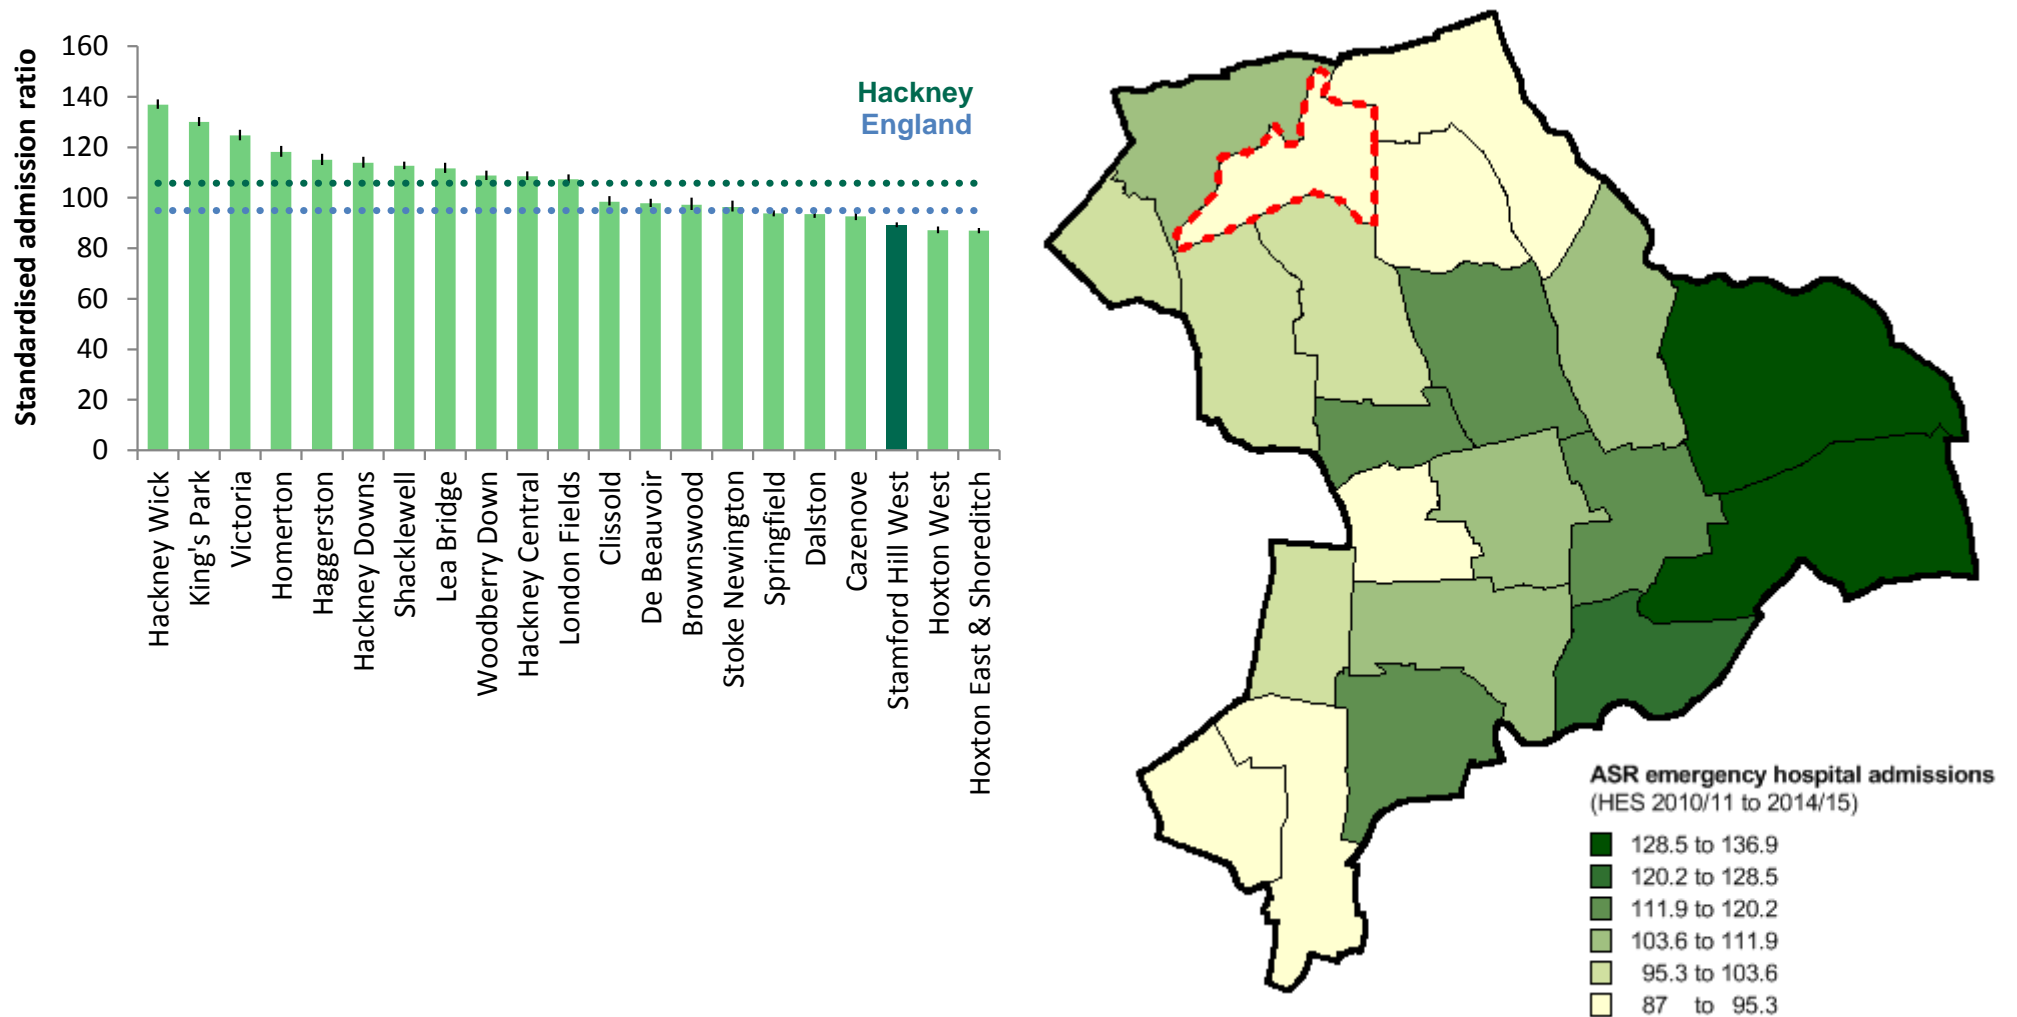 Standardised admission ratio
160
140
120
100
80
60
40
20
0
Hackney
England
Hackney Wick
King's Park
Victoria
Homerton
Haggerston
Hackney Downs
Shacklewell
Lea Bridge
Woodberry Down
Hackney Central
London Fields
Clissold
De Beauvoir
Brownswood
Stoke Newington
Springfield
Dalston
Cazenove
Stamford Hill West
Hoxton West
Hoxton East & Shoreditch
ASR emergency hospital admissions
(HES 2010/11 to 2014/15)
128.5 to 136.9
120.2 to 128.5
111.9 to 120.2
103.6 to 111.9
95.3 to 103.6
87 to 95.3